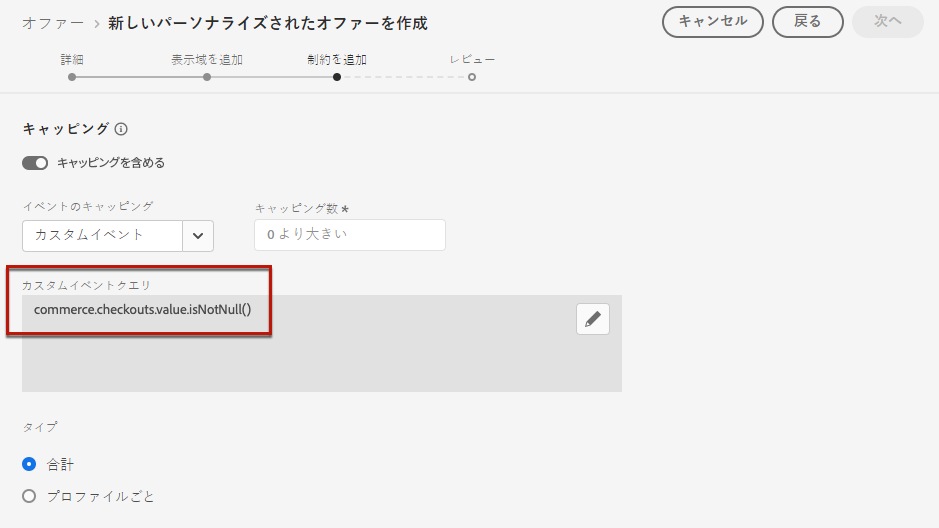 オファー > 新しいパーソナライズされたオファーを作成
キャンセル 戻る 次へ
詳細 表示域を追加 制約を追加 レビュー
キャッピング
キャッピングを含める
イベントのキャッピング キャッピング数 *
カスタムイベント 0 より大きい
カスタムイベントクエリ
commerce.checkouts.value.isNotNull()
タイプ
合計
プロファイルごと